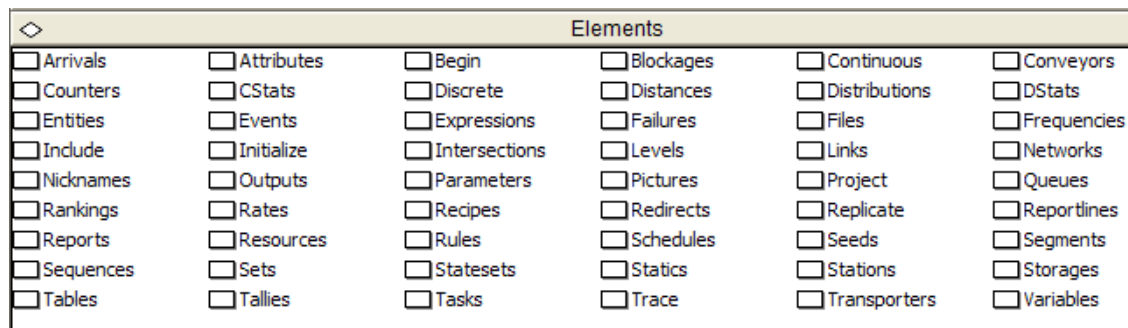 Elements
Arrivals Attributes Begin Blockages Continuous Conveyors
Counters CStats Discrete Distances Distributions DStats
Entities Events Expressions Failures Files Frequencies
Include Initialize Intersections Levels Links Networks
Nicknames Outputs Parameters Pictures Project Queues
Rankings Rates Recipes Redirects Replicate Reportlines
Reports Resources Rules Schedules Seeds Segments
Sequences Sets Statesets Statics Stations Storages
Tables Tallies Tasks Trace Transporters Variables